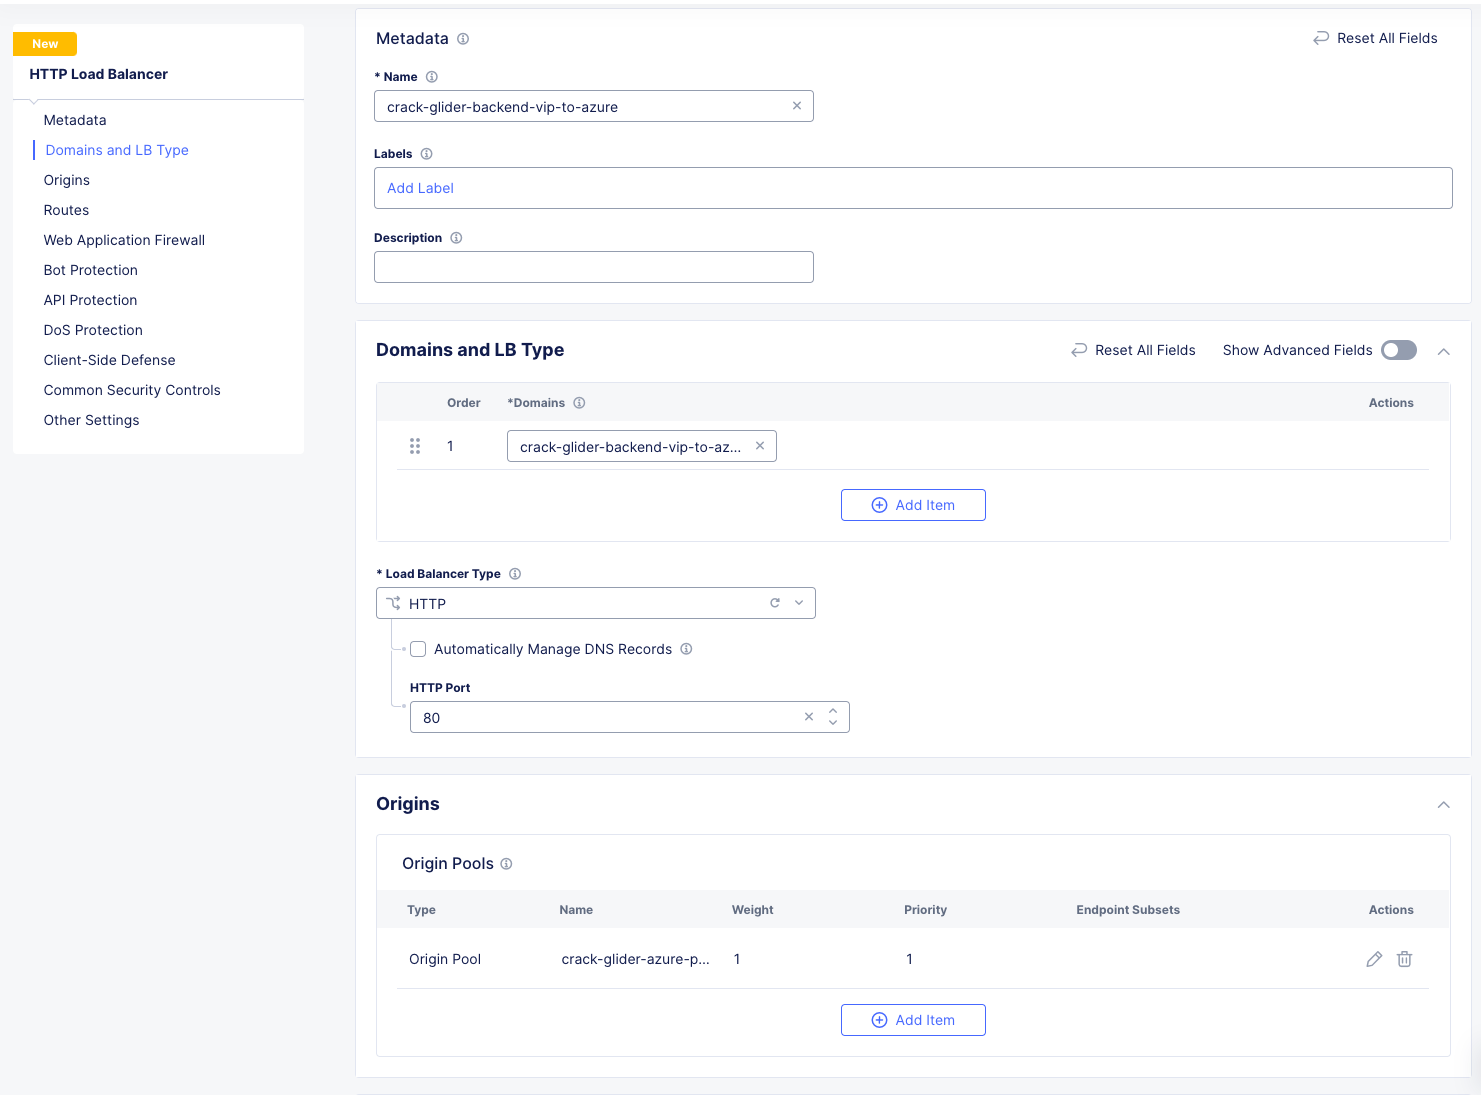 New
HTTP Load Balancer
Metadata
Domains and LB Type
Origins
Routes
Web Application Firewall
Bot Protection
API Protection
DoS Protection
Client-Side Defense
Common Security Controls
Other Settings
Metadata
Reset All Fields
* Name
crack-glider-backend-vip-to-azure
Labels
Add Label
Description
Domains and LB Type
Reset All Fields
Show Advanced Fields
Order *Domains Actions
1 crack-glider-backend-vip-to-az...
Add Item
* Load Balancer Type
HTTP
Automatically Manage DNS Records
HTTP Port
80
Origins
Origin Pools
Type Name Weight Priority Endpoint Subsets Actions
Origin Pool crack-glider-azure-p... 1 1
Add Item